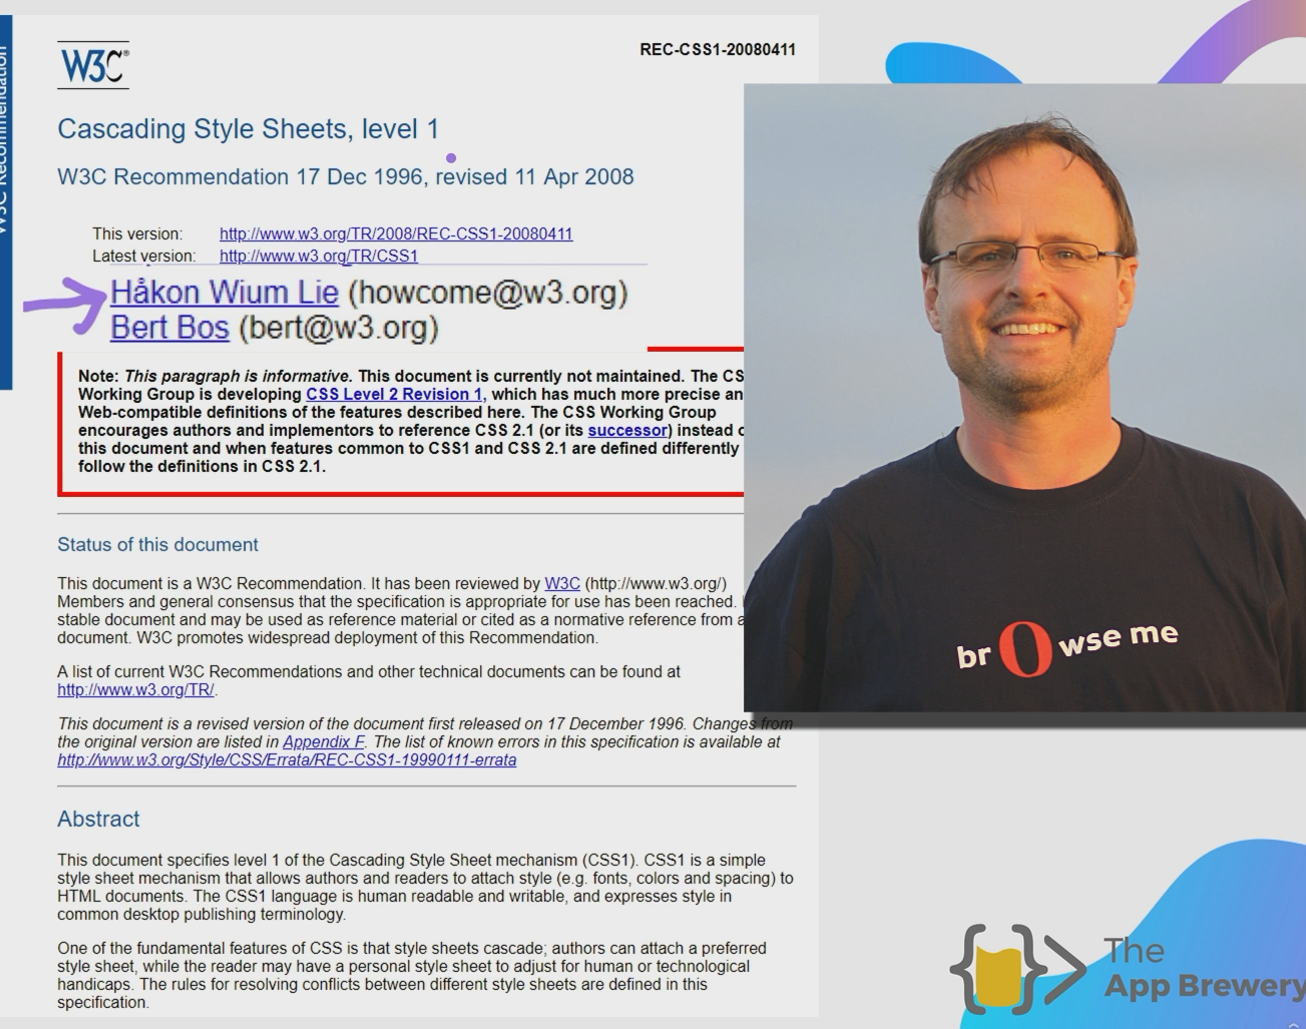 W3C Recommendation
W3C®
REC-CSS1-20080411
Cascading Style Sheets, level 1
W3C Recommendation 17 Dec 1996, revised 11 Apr 2008
This version: http://www.w3.org/TR/2008/REC-CSS1-20080411
Latest version: http://www.w3.org/TR/CSS1
Håkon Wium Lie (howcome@w3.org)
Bert Bos (bert@w3.org)
Note: This paragraph is informative. This document is currently not maintained. The CS
Working Group is developing CSS Level 2 Revision 1, which has much more precise an
Web-compatible definitions of the features described here. The CSS Working Group
encourages authors and implementors to reference CSS 2.1 (or its successor) instead
this document and when features common to CSS1 and CSS 2.1 are defined differently
follow the definitions in CSS 2.1.
Status of this document
This document is a W3C Recommendation. It has been reviewed by W3C (http://www.w3.org/)
Members and general consensus that the specification is appropriate for use has been reached.
stable document and may be used as reference material or cited as a normative reference from a
document. W3C promotes widespread deployment of this Recommendation.
A list of current W3C Recommendations and other technical documents can be found at
http://www.w3.org/TR/.
This document is a revised version of the document first released on 17 December 1996. Changes from
the original version are listed in Appendix F. The list of known errors in this specification is available at
http://www.w3.org/Style/CSS/Errata/REC-CSS1-19990111-errata
Abstract
This document specifies level 1 of the Cascading Style Sheet mechanism (CSS1). CSS1 is a simple
style sheet mechanism that allows authors and readers to attach style (e.g. fonts, colors and spacing) to
HTML documents. The CSS1 language is human readable and writable, and expresses style in
common desktop publishing terminology.
One of the fundamental features of CSS is that style sheets cascade; authors can attach a preferred
style sheet, while the reader may have a personal style sheet to adjust for human or technological
handicaps. The rules for resolving conflicts between different style sheets are defined in this
specification.
brOwse me
The
App Brewery